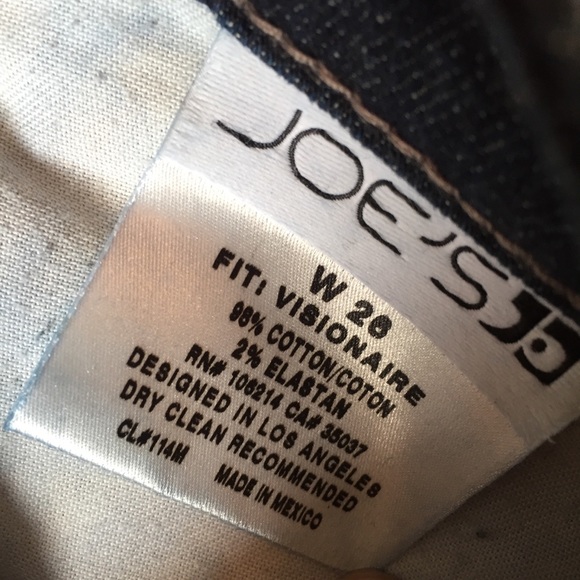 JOE'S
W 26
FIT: VISIONAIRE
98% COTTON/COTON
2% ELASTAN
RN# 106214 CA# 35037
DESIGNED IN LOS ANGELES
DRY CLEAN RECOMMENDED
CL#114M MADE IN MEXICO